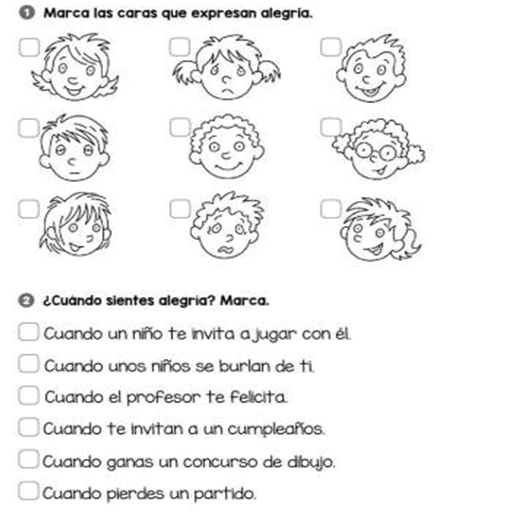 1 Marca las caras que expresan alegria.
2 ¿Cuándo sientes alegría? Marca.
Cuando un niño te invita a jugar con él.
Cuando unos niños se burlan de ti.
Cuando el profesor te felicita.
Cuando te invitan a un cumpleaños.
Cuando ganas un concurso de dibujo.
Cuando pierdes un partido.